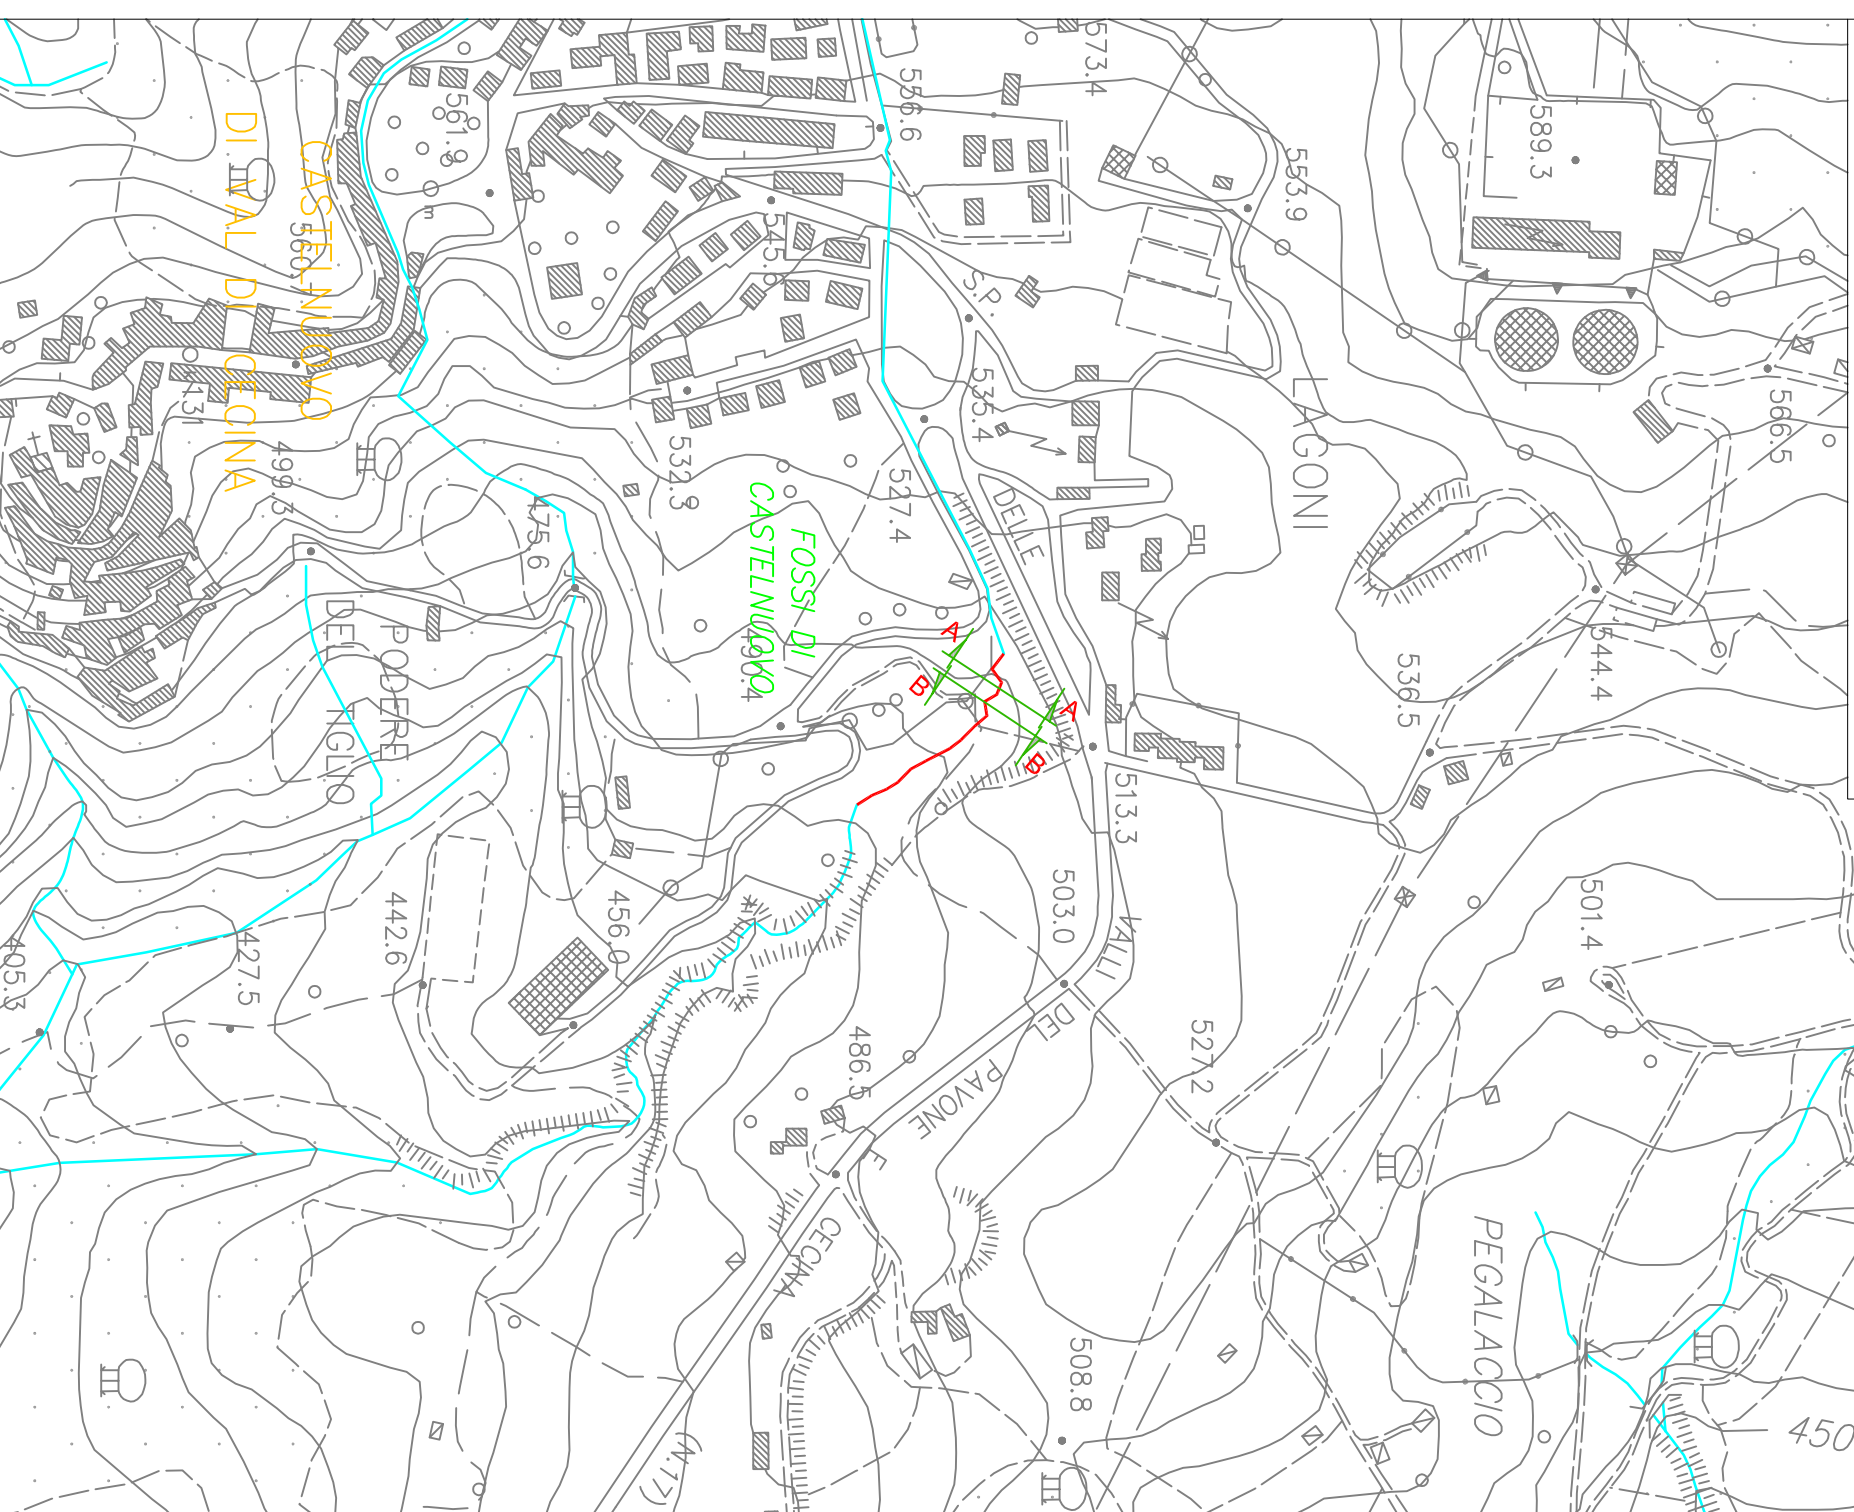 573.4
556.6
561.9
589.3
553.9
CASTELNUOVO
DI VAL DI CECINA
545.6
S.P.
535.4
566.5
LAGONI
532.3
527.4
499.3
475.6
DELLE
FOSSI DI
CASTELNUOVO
490.4
544.4
536.5
PODERE
DEL TIGLIO
A
B
A
B
513.3
503.0
VALLI
501.4
442.6
456.0
427.5
405.3
DEL
486.5
527.2
PAVONE
CECINA
PEGALACCIO
508.8
450
m